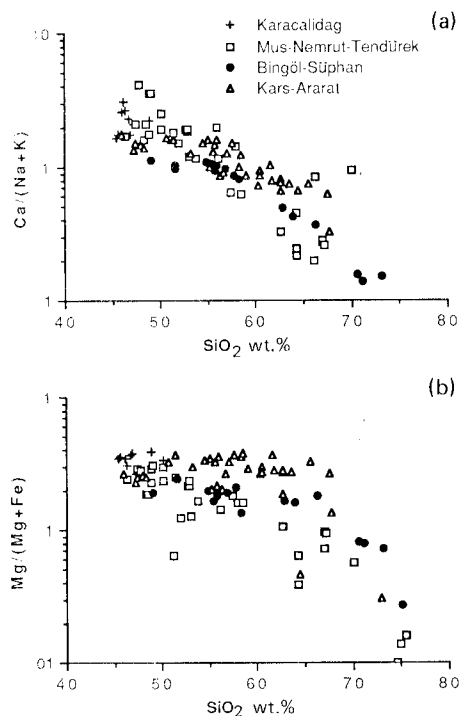 (a)
+ Karacalidag
□ Mus-Nemrut-Tendürek
● Bingöl-Süphan
▵ Kars-Ararat
10
1
1
Ca/(Na+K)
40 50 60 70 80
SiO2 wt.%
(b)
1
01
Mg/(Mg+Fe)
40 50 60 70 80
SiO2 wt.%